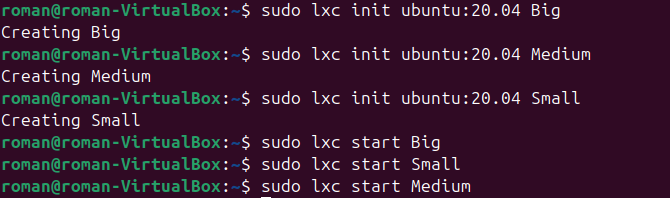 roman@roman-VirtualBox:~$ sudo lxc init ubuntu:20.04 Big
Creating Big
roman@roman-VirtualBox:~$ sudo lxc init ubuntu:20.04 Medium
Creating Medium
roman@roman-VirtualBox:~$ sudo lxc init ubuntu:20.04 Small
Creating Small
roman@roman-VirtualBox:~$ sudo lxc start Big
roman@roman-VirtualBox:~$ sudo lxc start Small
roman@roman-VirtualBox:~$ sudo lxc start Medium